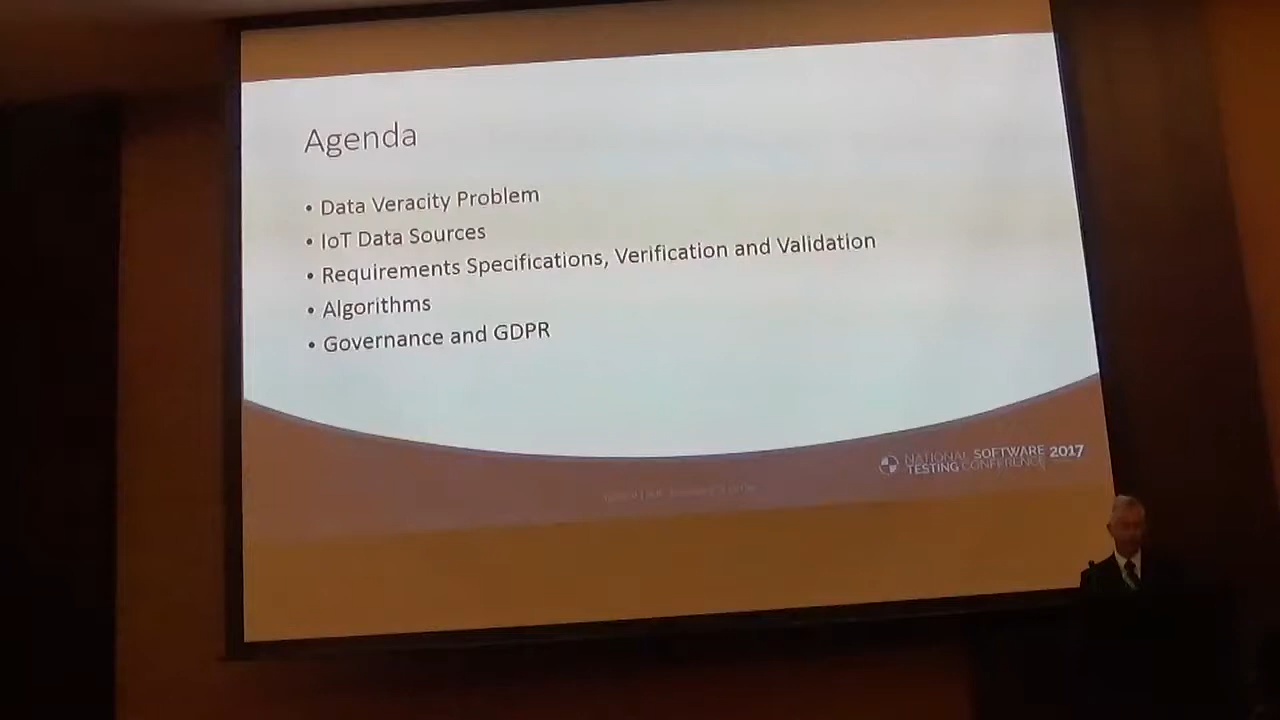 Agenda
• Data Veracity Problem
• IoT Data Sources
• Requirements Specifications, Verification and Validation
• Algorithms
• Governance and GDPR
NATIONAL SOFTWARE 2017
TESTING CONFERENCE